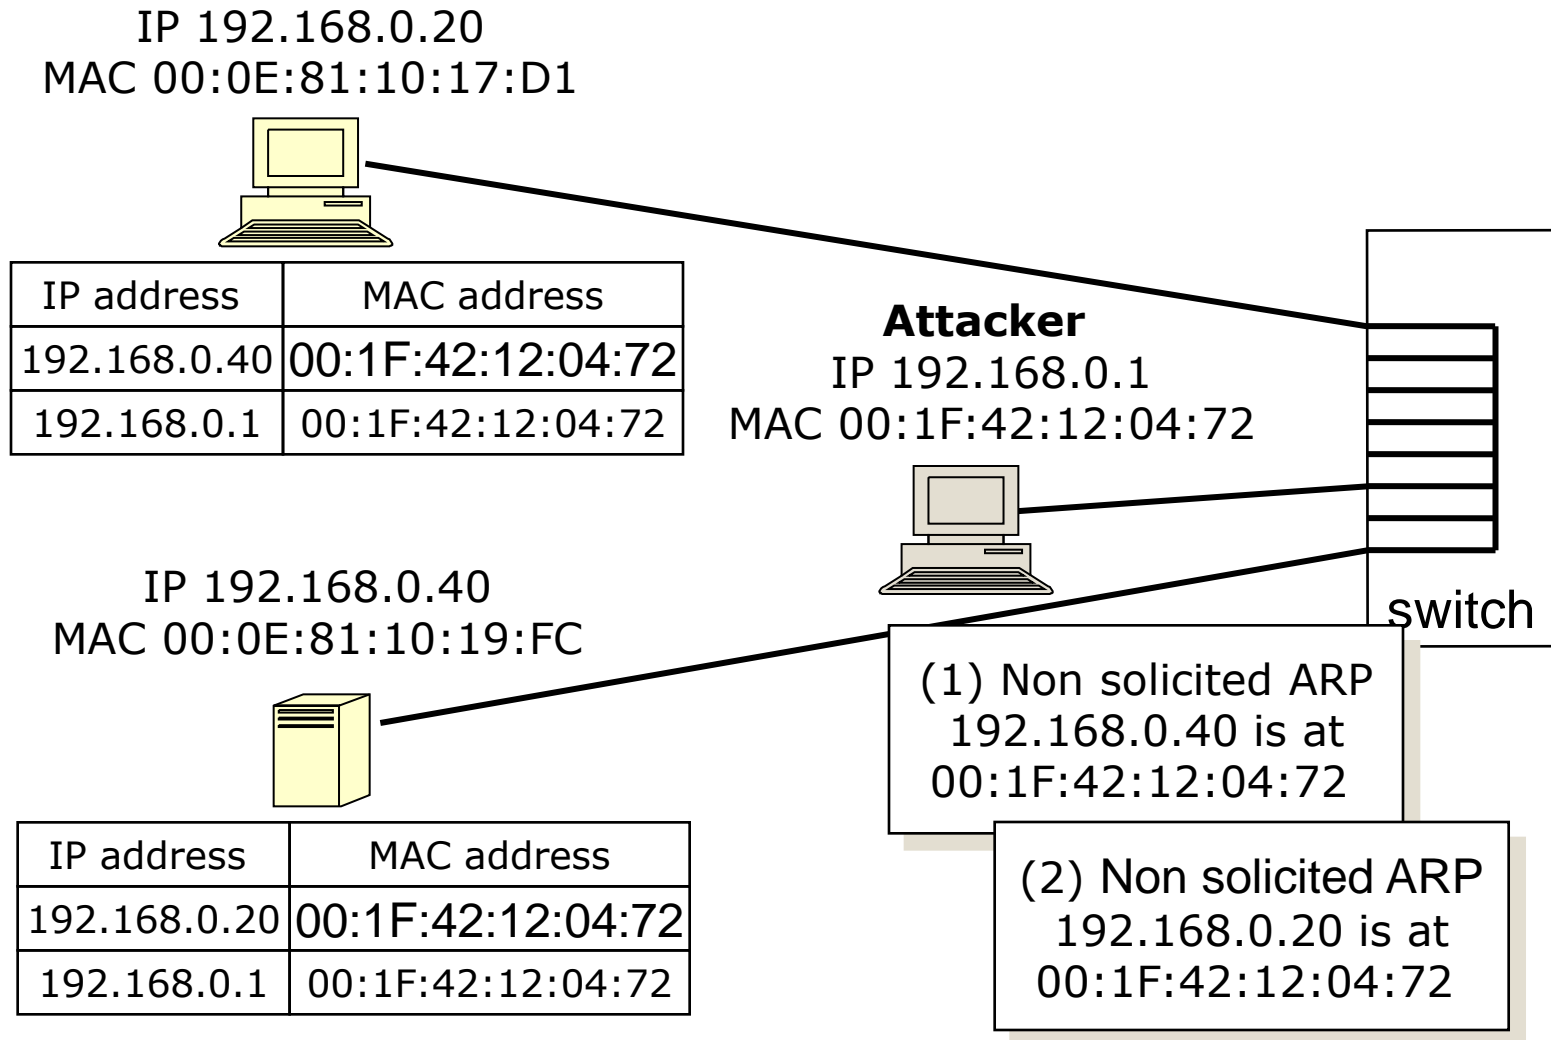 IP 192.168.0.20
MAC 00:0E:81:10:17:D1
IP address MAC address
192.168.0.40 00:1F:42:12:04:72
192.168.0.1 00:1F:42:12:04:72
Attacker
IP 192.168.0.1
MAC 00:1F:42:12:04:72
switch
IP 192.168.0.40
MAC 00:0E:81:10:19:FC
IP address MAC address
192.168.0.20 00:1F:42:12:04:72
192.168.0.1 00:1F:42:12:04:72
(1) Non solicited ARP
192.168.0.40 is at
00:1F:42:12:04:72
(2) Non solicited ARP
192.168.0.20 is at
00:1F:42:12:04:72